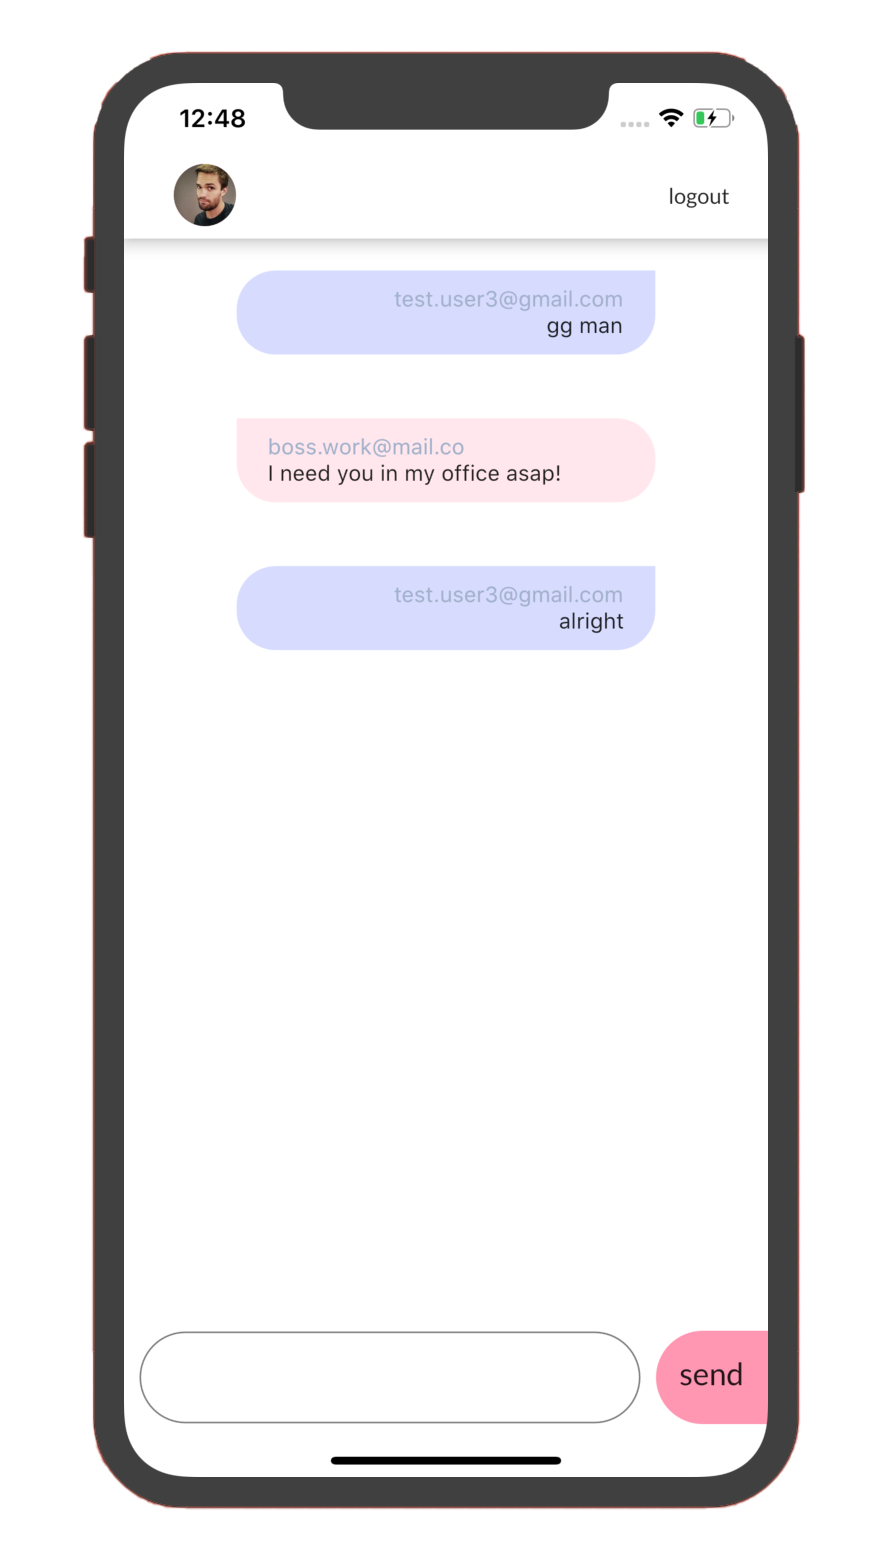 12:48
logout
test.user3@gmail.com
gg man
boss.work@mail.co
I need you in my office asap!
test.user3@gmail.com
alright
send